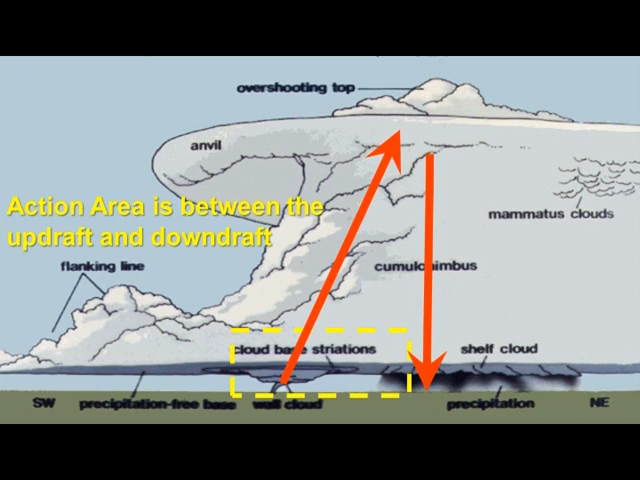 overshooting top
anvil
Action Area is between the
updraft and downdraft
mammatus clouds
flanking line
cumulonimbus
cloud base striations
shelf cloud
SW
precipitation-free base
wall cloud
precipitation
NE